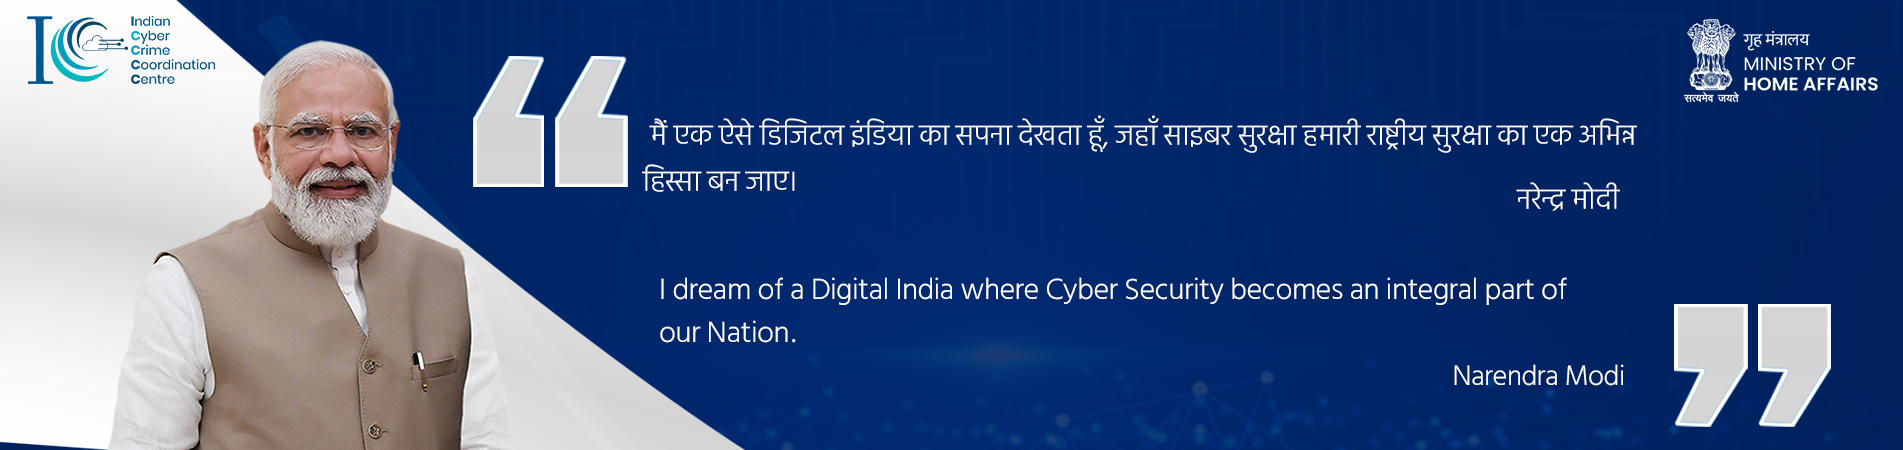 Indian
Cyber
Crime
Coordination
Centre
गृह मंत्रालय
MINISTRY OF
HOME AFFAIRS
सत्यमेव जयते
मैं एक ऐसे डिजिटल इंडिया का सपना देखता हूँ, जहाँ साइबर सुरक्षा हमारी राष्ट्रीय सुरक्षा का एक अभिन्न
हिस्सा बन जाए।
नरेन्द्र मोदी
I dream of a Digital India where Cyber Security becomes an integral part of
our Nation.
Narendra Modi